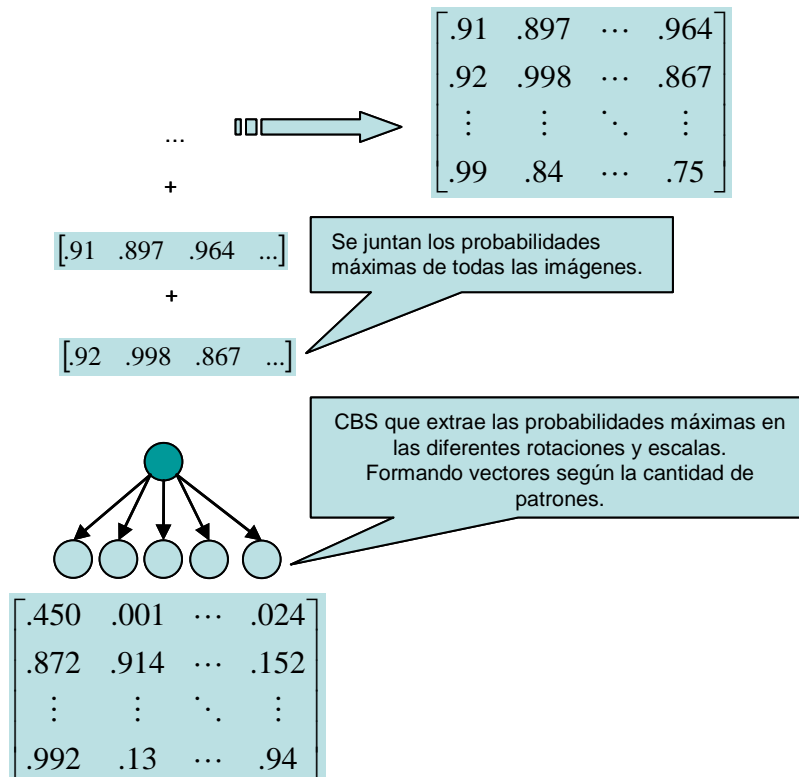 [.91 .897 ⋯ .964]
[.92 .998 ⋯ .867]
[⋮ ⋮ ⋱ ⋮]
[.99 .84 ⋯ .75]
...
+
[.91 .897 .964 ...]
Se juntan los probabilidades
máximas de todas las imágenes.
+
[.92 .998 .867 ...]
CBS que extrae las probabilidades máximas en
las diferentes rotaciones y escalas.
Formando vectores según la cantidad de
patrones.
[.450 .001 ⋯ .024]
[.872 .914 ⋯ .152]
[⋮ ⋮ ⋱ ⋮]
[.992 .13 ⋯ .94]